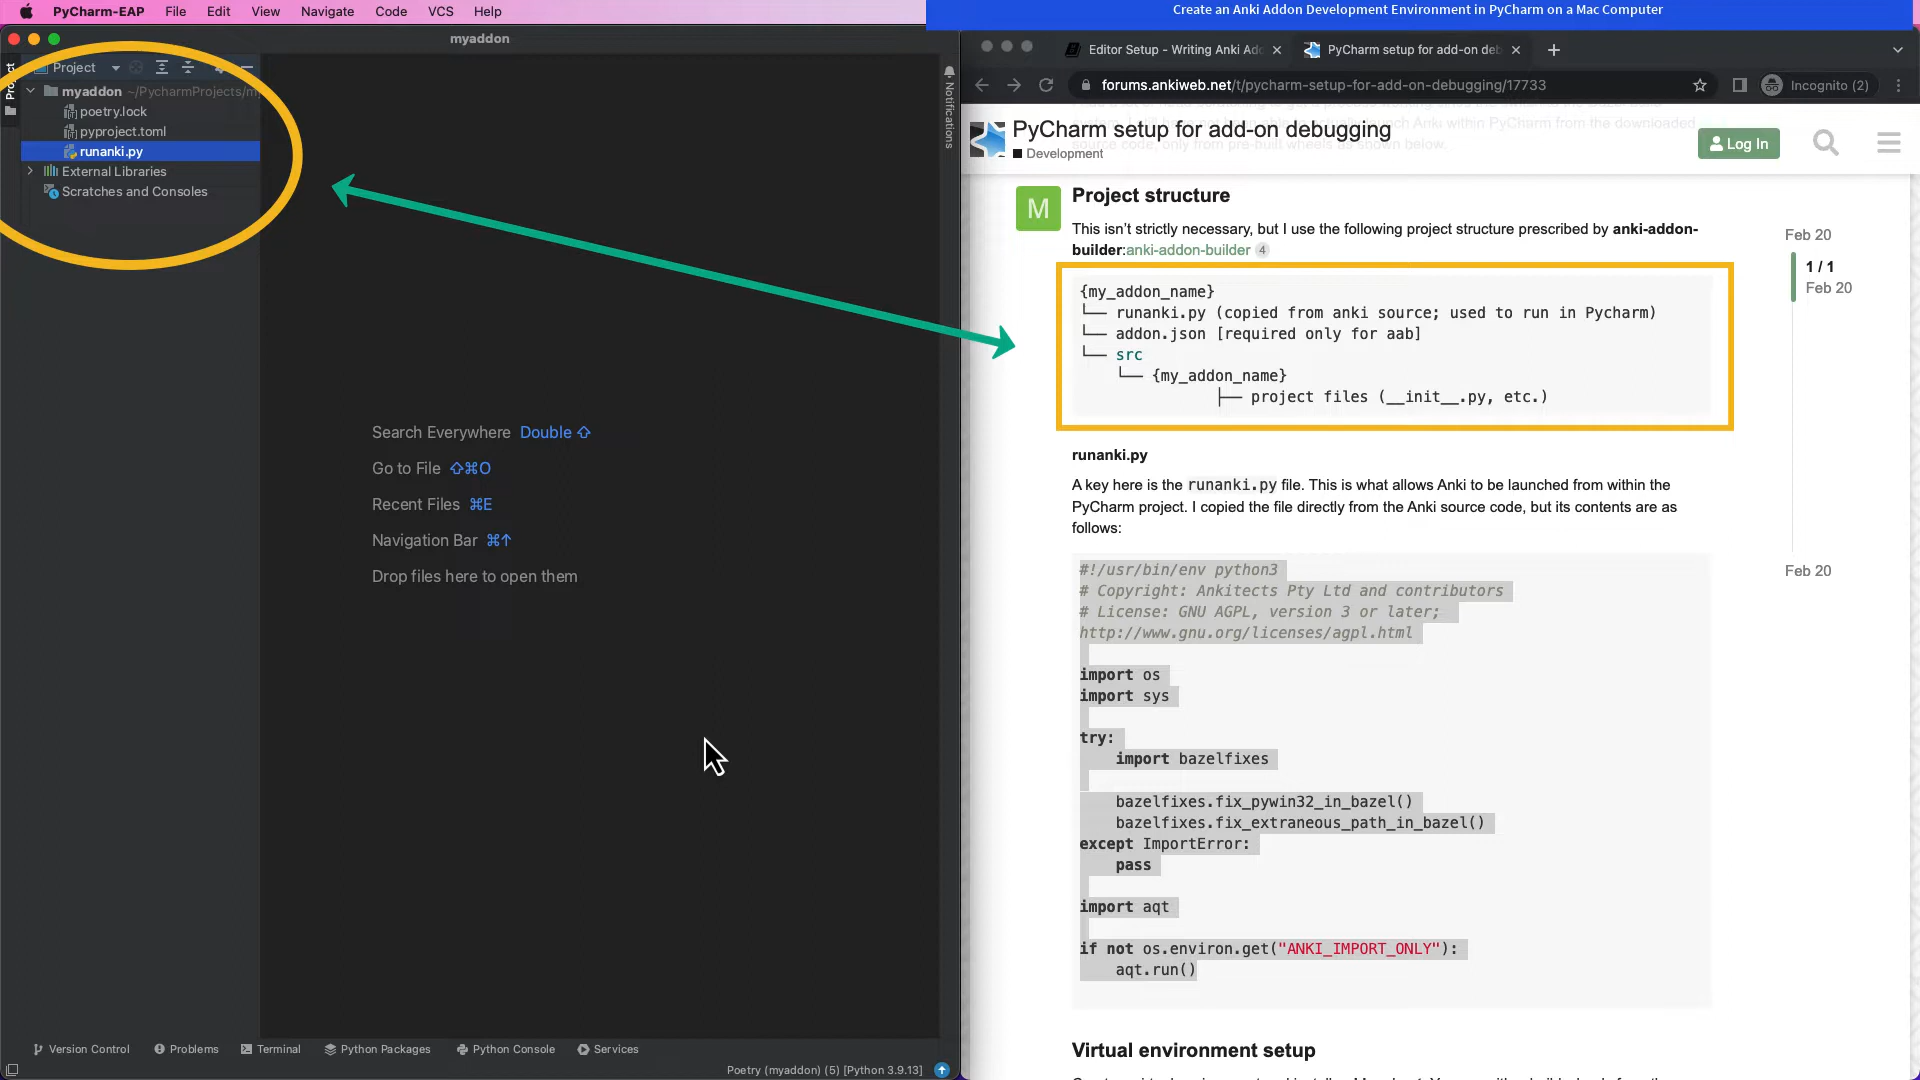 PyCharm-EAP File Edit View Navigate Code VCS Help
Create an Anki Addon Development Environment in PyCharm on a Mac Computer
myaddon
Project
Project
myaddon ~/PycharmProjects/m
poetry.lock
pyproject.toml
runanki.py
External Libraries
Scratches and Consoles
Notifications
Search Everywhere Double ⇧
Go to File ⇧⌘O
Recent Files ⌘E
Navigation Bar ⌘↑
Drop files here to open them
Version Control Problems Terminal Python Packages Python Console Services
Poetry (myaddon) (5) [Python 3.9.13]
Editor Setup - Writing Anki Ad
PyCharm setup for add-on deb
forums.ankiweb.net/t/pycharm-setup-for-add-on-debugging/17733
Incognito (2)
PyCharm setup for add-on debugging
Development
Log In
M
Project structure
This isn’t strictly necessary, but I use the following project structure prescribed by anki-addon-
builder:anki-addon-builder 4
{my_addon_name}
└── runanki.py (copied from anki source; used to run in Pycharm)
└── addon.json [required only for aab]
└── src
└── {my_addon_name}
├── project files (__init__.py, etc.)
runanki.py
A key here is the runanki.py file. This is what allows Anki to be launched from within the
PyCharm project. I copied the file directly from the Anki source code, but its contents are as
follows:
#!/usr/bin/env python3
# Copyright: Ankitects Pty Ltd and contributors
# License: GNU AGPL, version 3 or later;
http://www.gnu.org/licenses/agpl.html
import os
import sys
try:
import bazelfixes
bazelfixes.fix_pywin32_in_bazel()
bazelfixes.fix_extraneous_path_in_bazel()
except ImportError:
pass
import aqt
if not os.environ.get("ANKI_IMPORT_ONLY"):
aqt.run()
Virtual environment setup
Feb 20
1 / 1
Feb 20
Feb 20